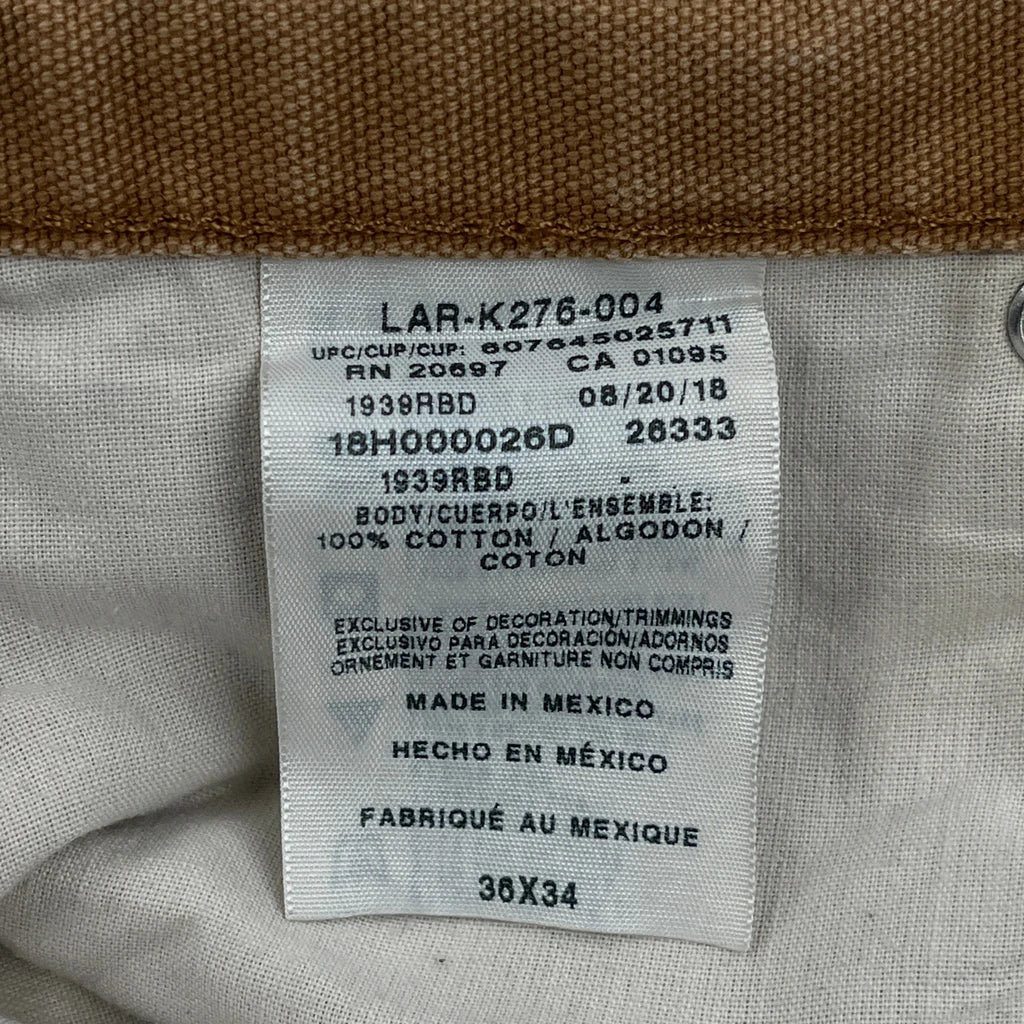 LAR-K276-004
UPC/CUP/CUP: 607645025711
RN 20697 CA 01095
1939RBD 08/20/18
18H000026D 26333
1939RBD -
BODY/CUERPO/L'ENSEMBLE:
100% COTTON / ALGODON /
COTON
EXCLUSIVE OF DECORATION/TRIMMINGS
EXCLUSIVO PARA DECORACIÓN/ADORNOS
ORNEMENT ET GARNITURE NON COMPRIS
MADE IN MEXICO
HECHO EN MÉXICO
FABRIQUÉ AU MEXIQUE
36X34